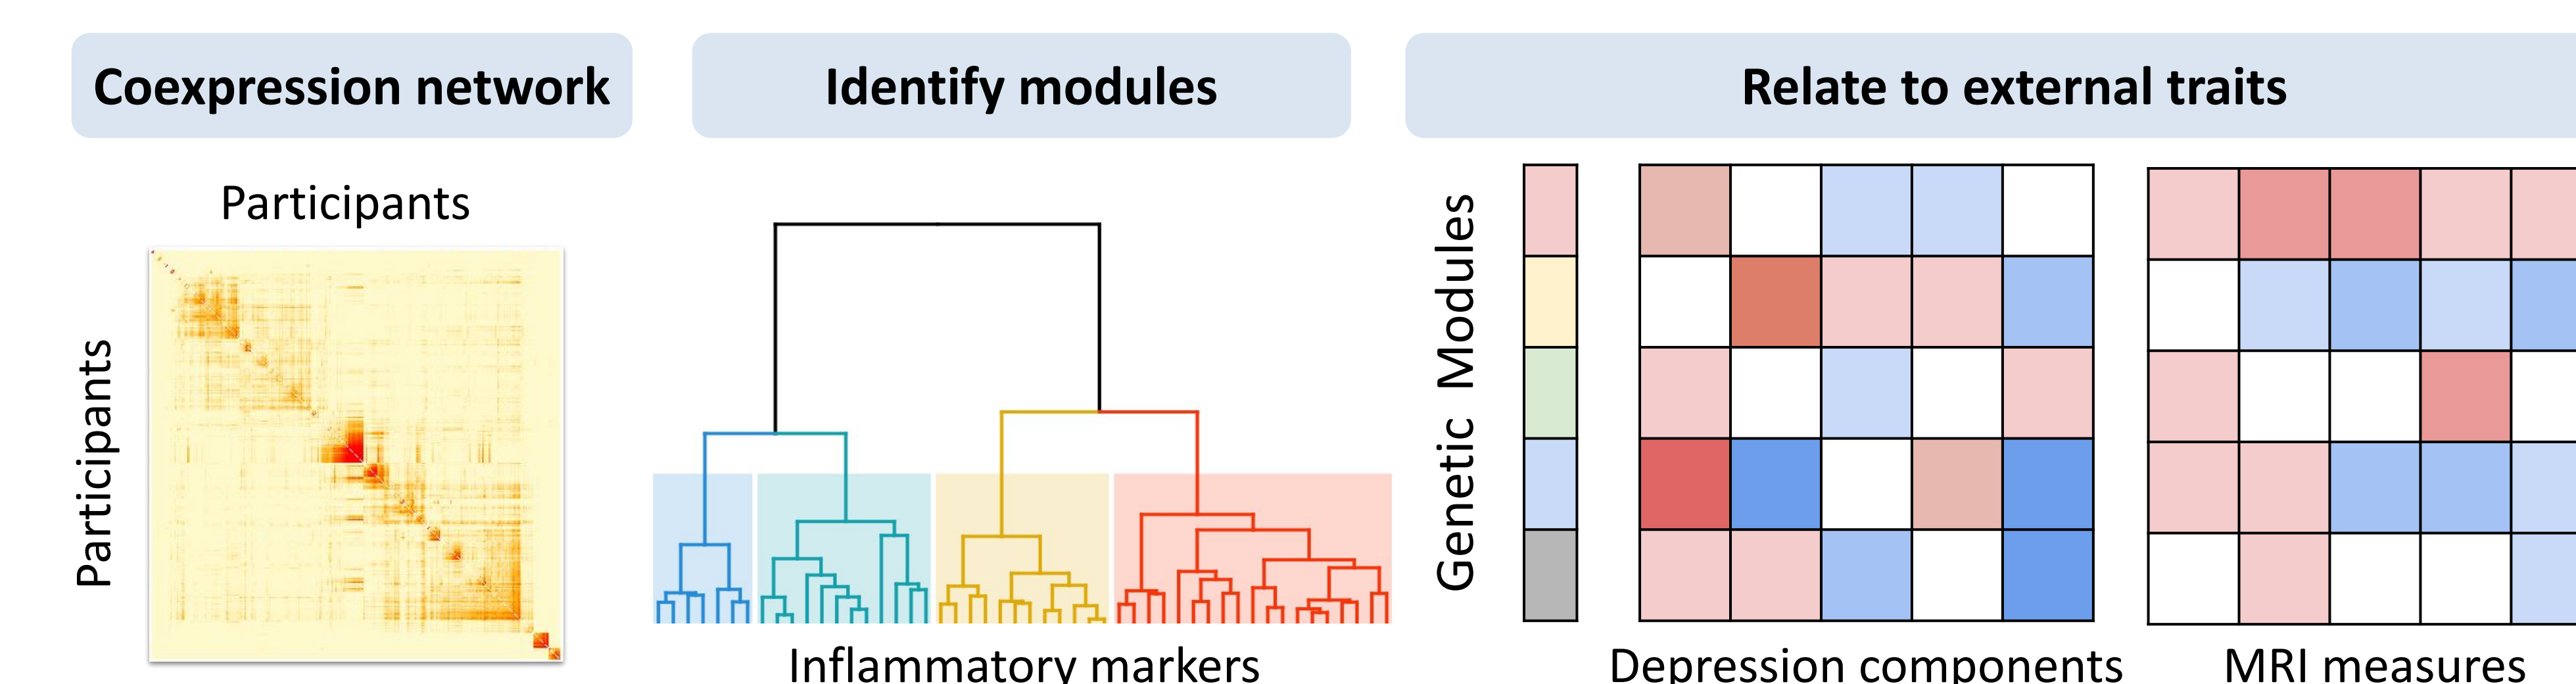 Coexpression network
Identify modules
Relate to external traits
Participants
Participants
Inflammatory markers
Genetic Modules
Depression components
MRI measures